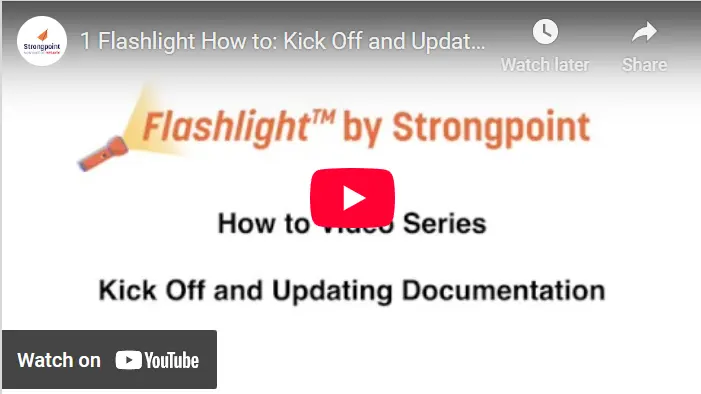 Strongpoint
1 Flashlight How to: Kick Off and Updat...
Watch later
Share
Flashlight™ by Strongpoint
How to Video Series
Kick Off and Updating Documentation
Watch on YouTube